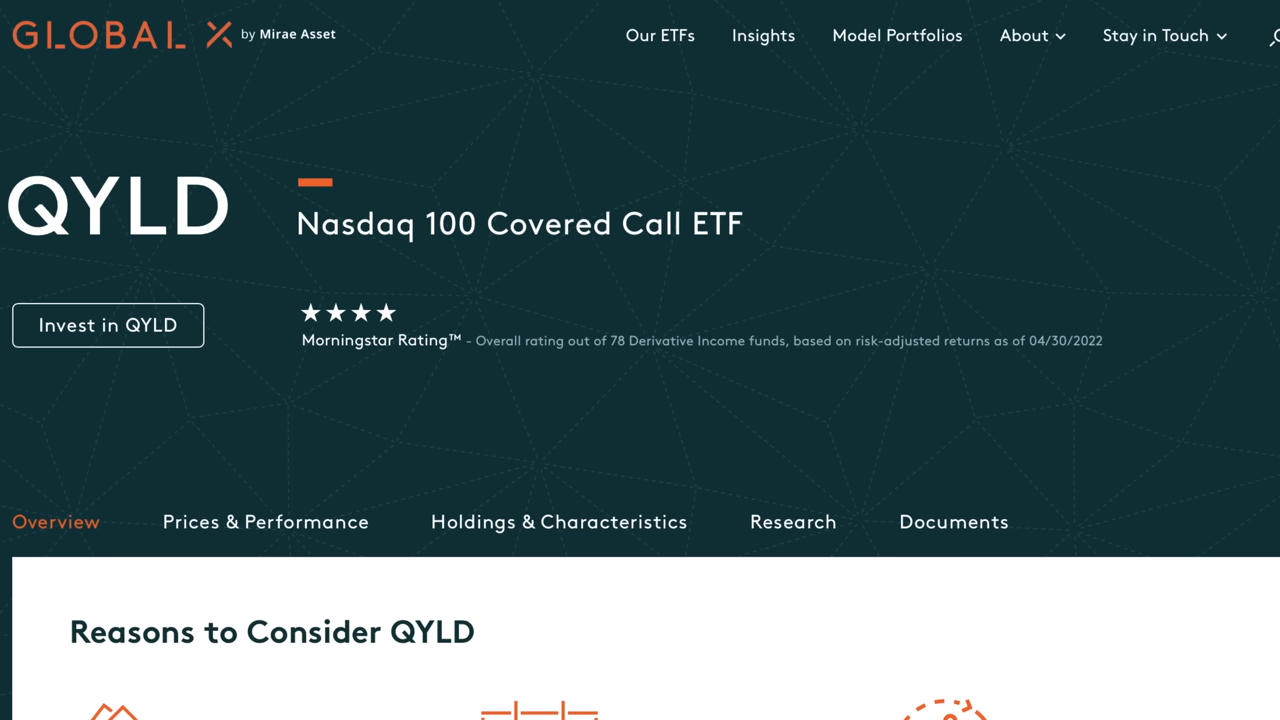 GLOBAL X by Mirae Asset
Our ETFs
Insights
Model Portfolios
About
Stay in Touch
QYLD
Nasdaq 100 Covered Call ETF
Invest in QYLD
★★★★
Morningstar Rating™ - Overall rating out of 78 Derivative Income funds, based on risk-adjusted returns as of 04/30/2022
Overview
Prices & Performance
Holdings & Characteristics
Research
Documents
Reasons to Consider QYLD